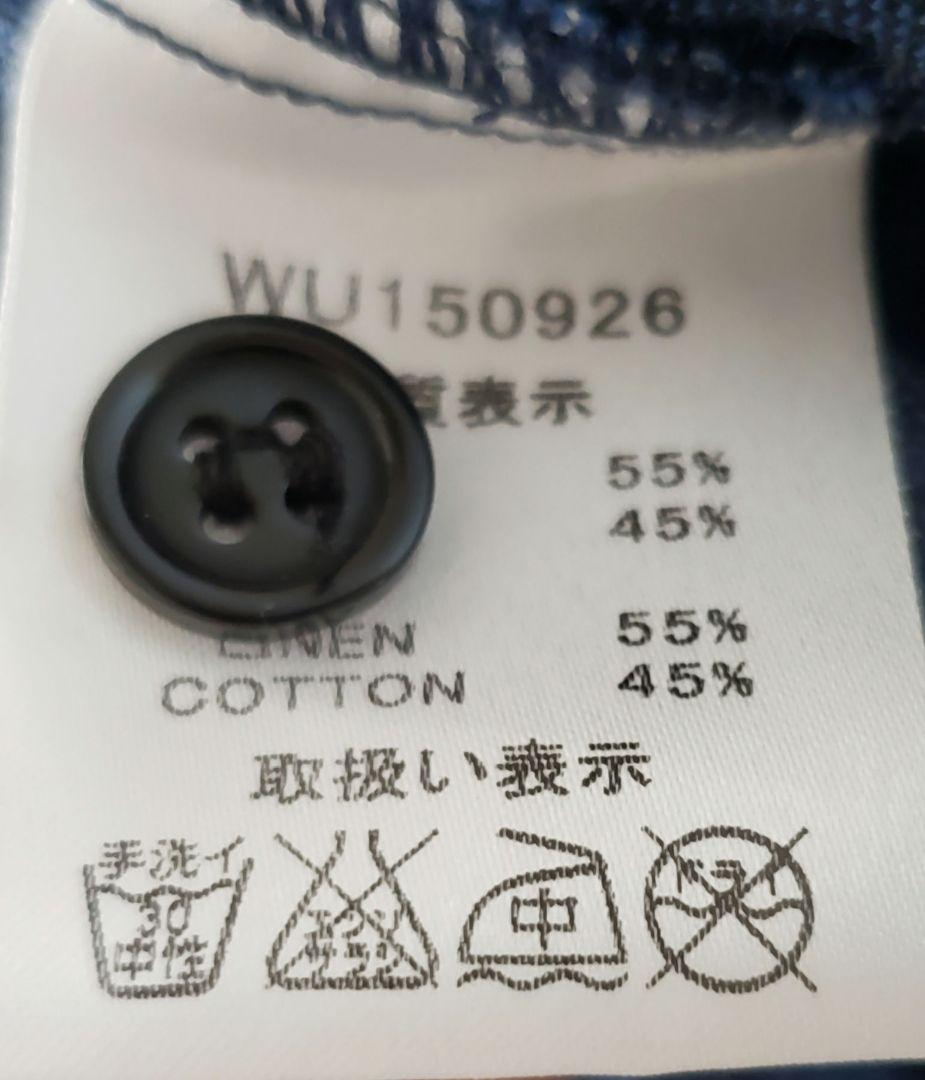 WU150926
質表示
55%
45%
LINEN 55%
COTTON 45%
取扱い表示
手洗イ 中 ドライ
30
中性